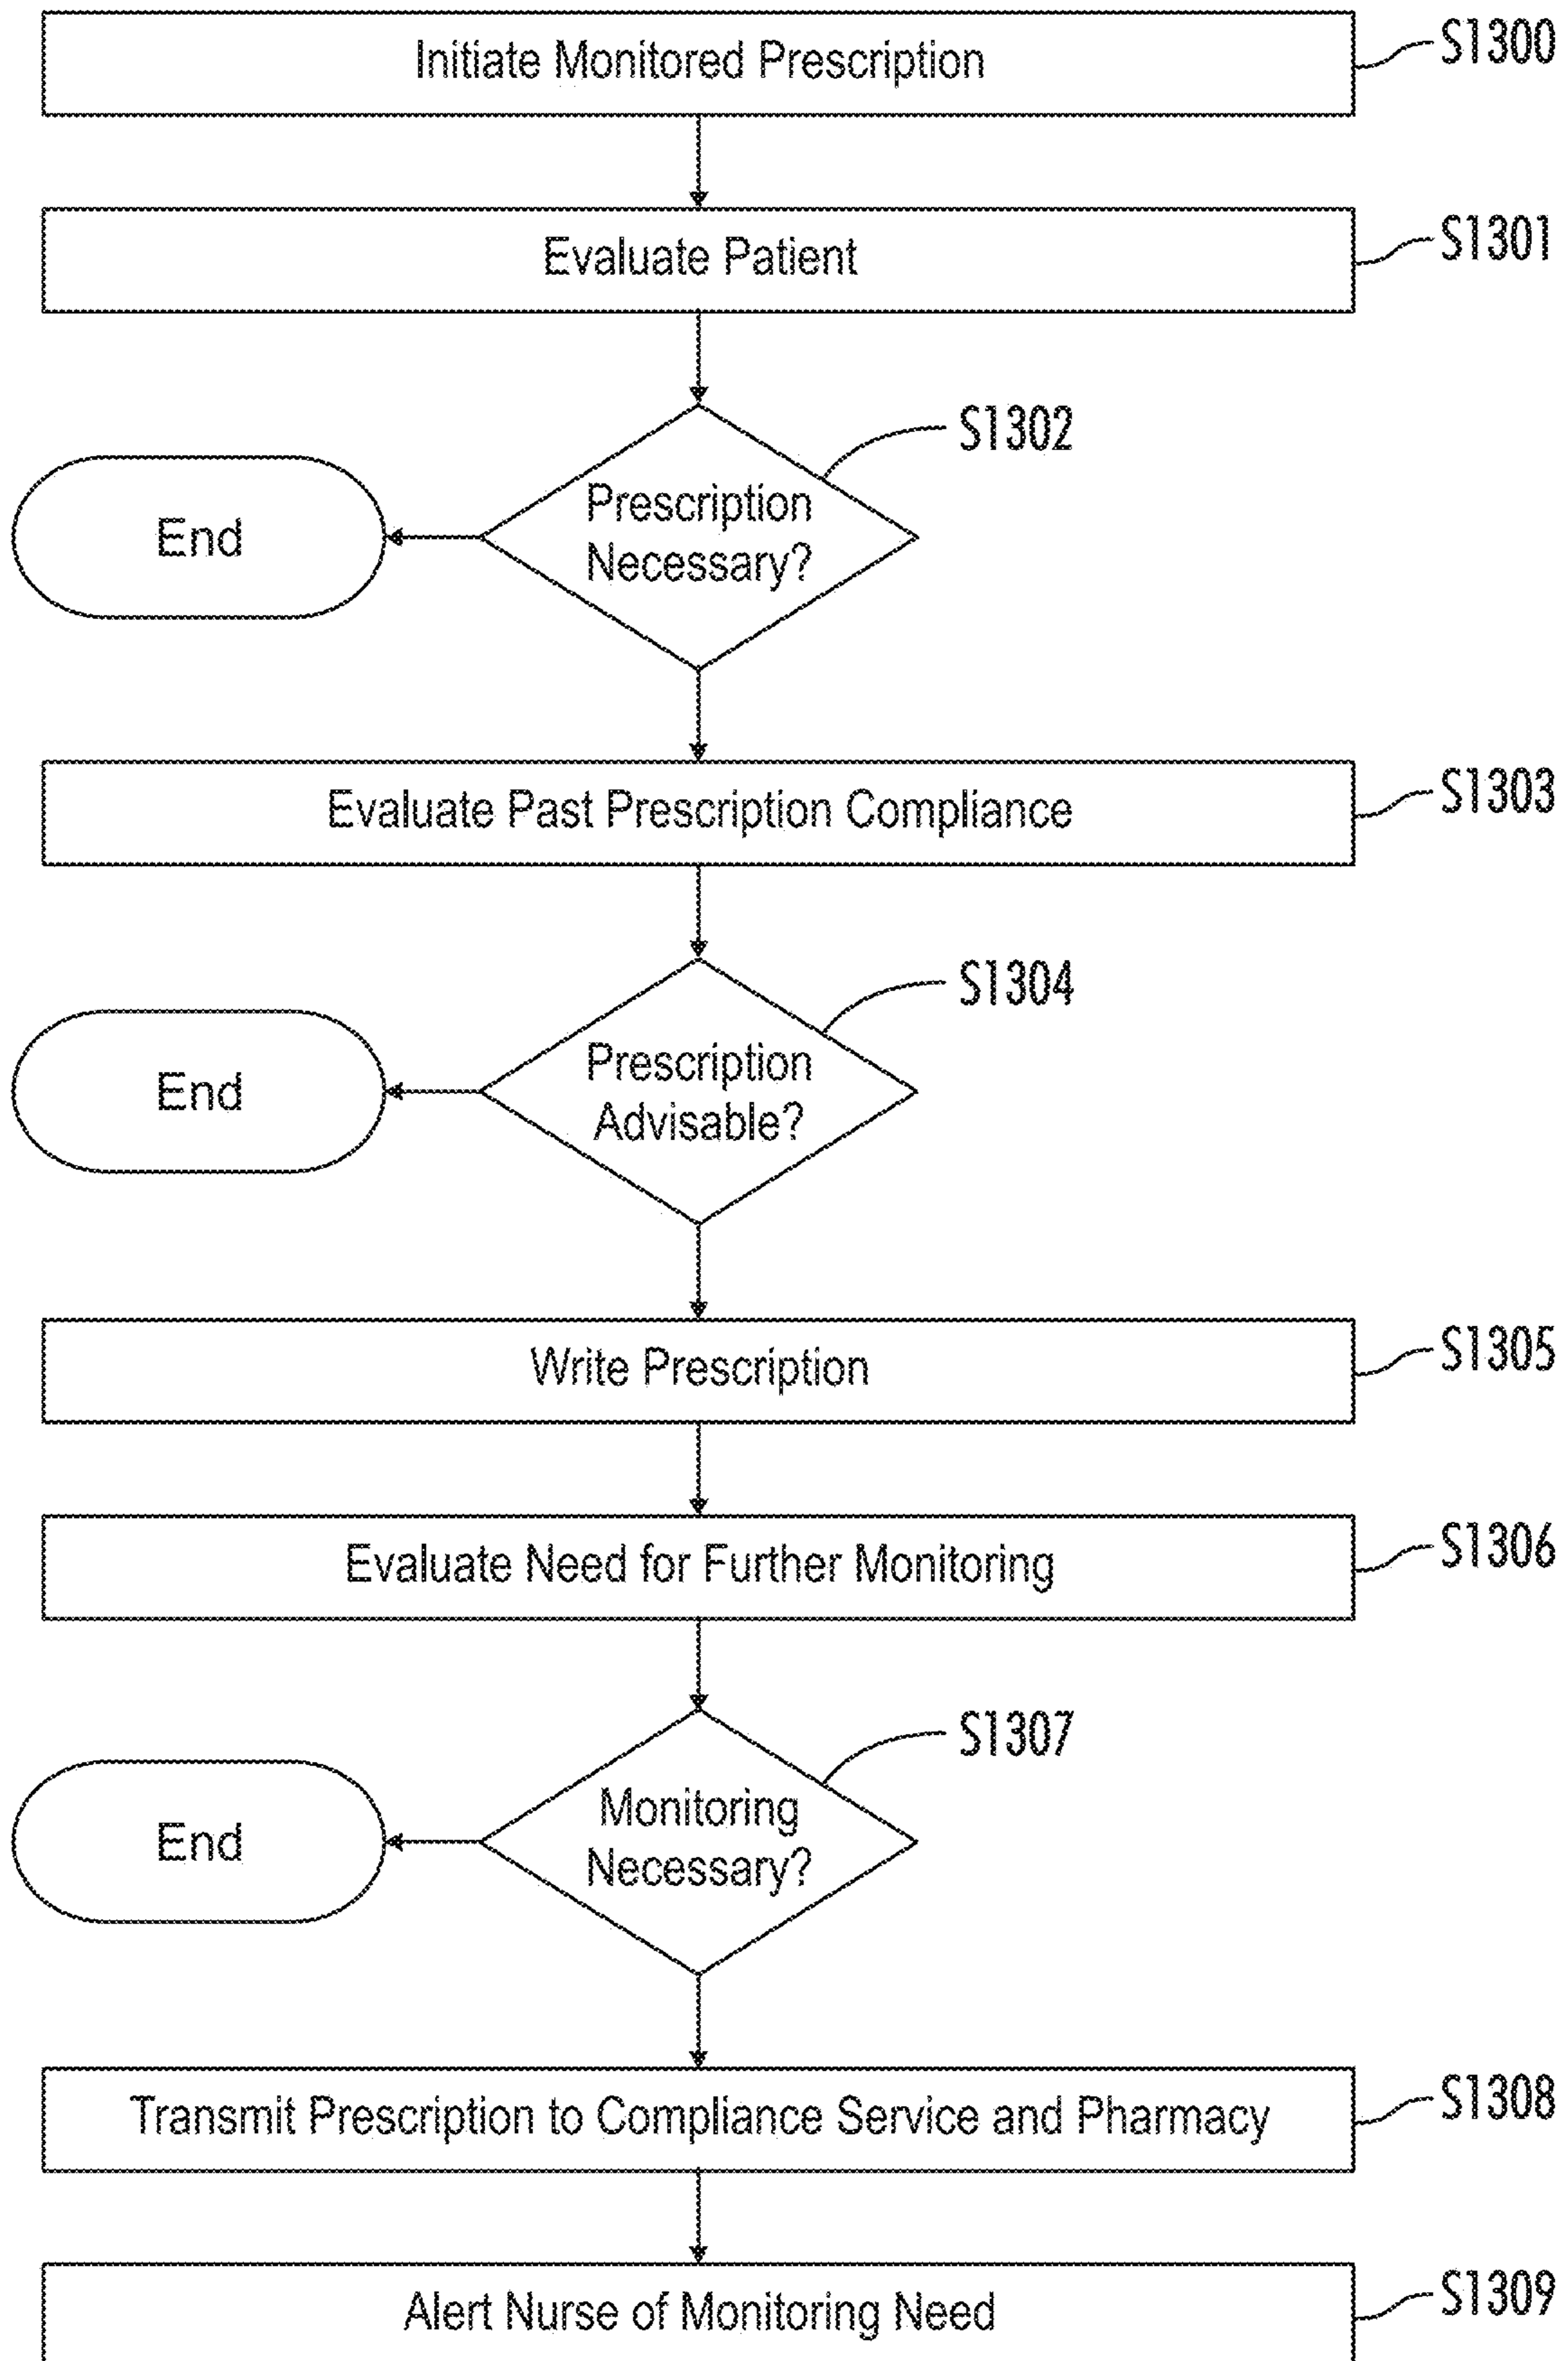 Initiate Monitored Prescription
S1300
Evaluate Patient
S1301
S1302
Prescription
Necessary?
End
Evaluate Past Prescription Compliance
S1303
S1304
Prescription
Advisable?
End
Write Prescription
S1305
Evaluate Need for Further Monitoring
S1306
S1307
Monitoring
Necessary?
End
Transmit Prescription to Compliance Service and Pharmacy
S1308
Alert Nurse of Monitoring Need
S1309